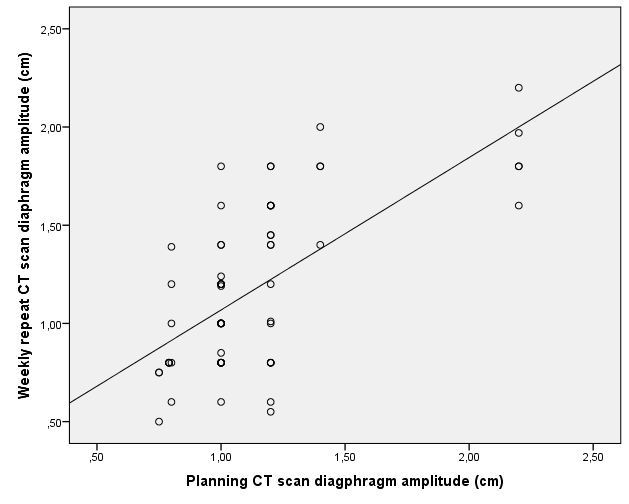 2,50
2,00
1,50
1,00
,50
Weekly repeat CT scan diaphragm amplitude (cm)
,50 1,00 1,50 2,00 2,50
Planning CT scan diagphragm amplitude (cm)